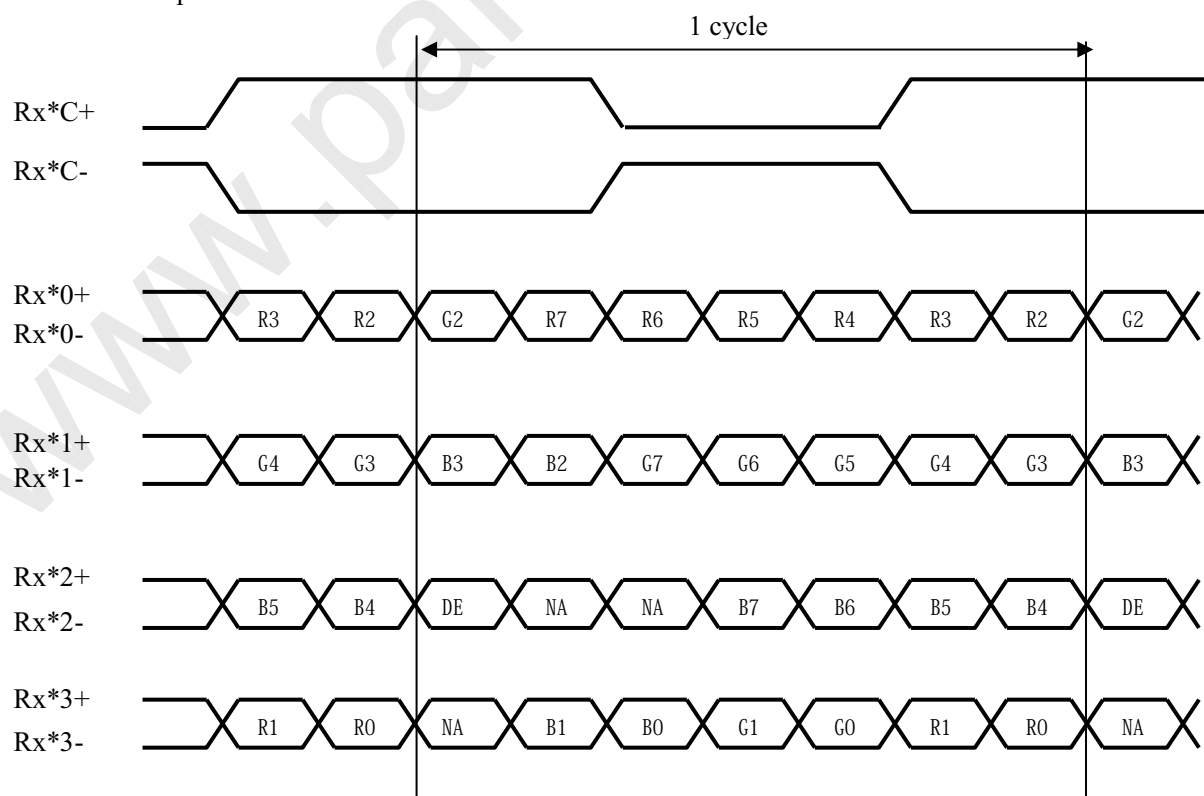 1 cycle
Rx*C+
Rx*C-
Rx*0+
R3 R2 G2 R7 R6 R5 R4 R3 R2 G2
Rx*0-
Rx*1+
G4 G3 B3 B2 G7 G6 G5 G4 G3 B3
Rx*1-
Rx*2+
B5 B4 DE NA NA B7 B6 B5 B4 DE
Rx*2-
Rx*3+
R1 R0 NA B1 B0 G1 G0 R1 R0 NA
Rx*3-
www.pa